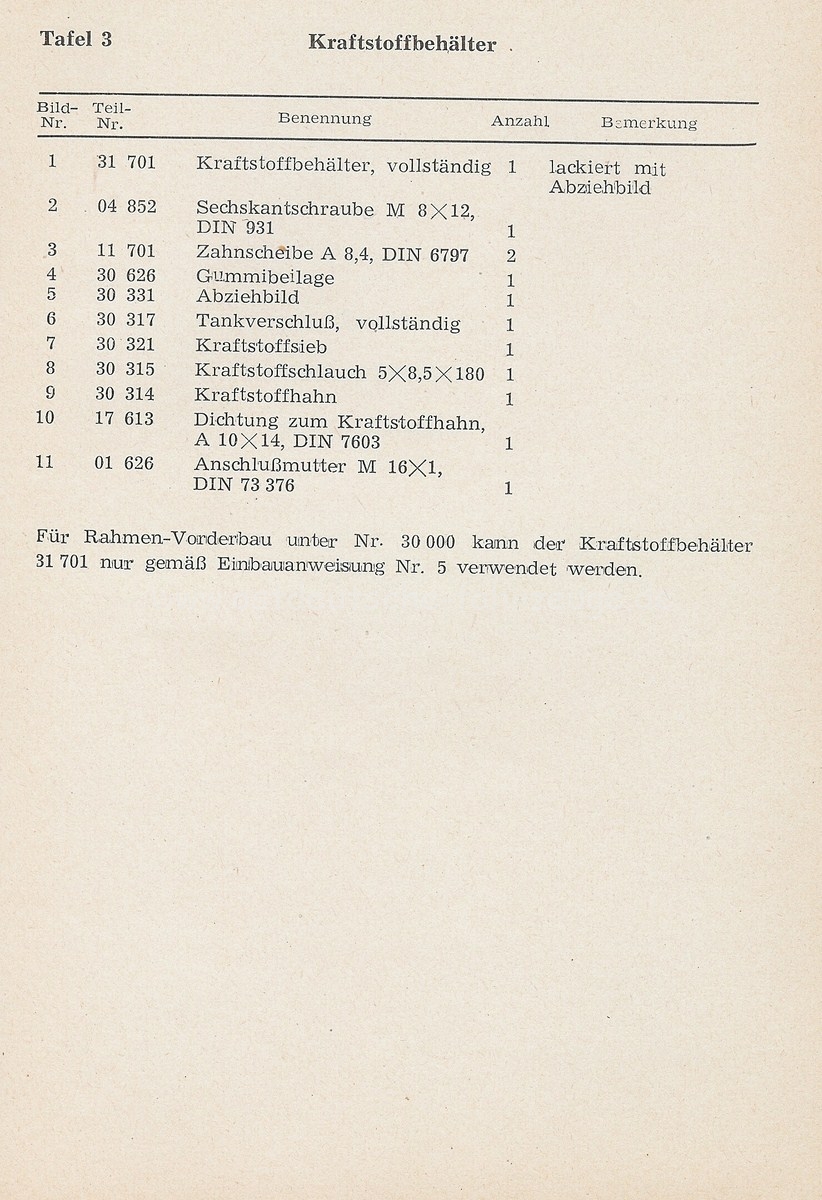 Tafel 3 Kraftstoffbehälter
Bild- Teil-
Nr. Nr. Benennung Anzahl Bemerkung
1 31 701 Kraftstoffbehälter, vollständig 1 lackiert mit
Abziehbild
2 04 852 Sechskantschraube M 8×12,
DIN 931 1
3 11 701 Zahnscheibe A 8,4, DIN 6797 2
4 30 626 Gummibeilage 1
5 30 331 Abziehbild 1
6 30 317 Tankverschluß, vollständig 1
7 30 321 Kraftstoffsieb 1
8 30 315 Kraftstoffschlauch 5×8,5×180 1
9 30 314 Kraftstoffhahn 1
10 17 613 Dichtung zum Kraftstoffhahn,
A 10×14, DIN 7603 1
11 01 626 Anschlußmutter M 16×1,
DIN 73 376 1
Für Rahmen-Vorderbau unter Nr. 30 000 kann der Kraftstoffbehälter
31 701 nur gemäß Einbauanweisung Nr. 5 verwendet werden.